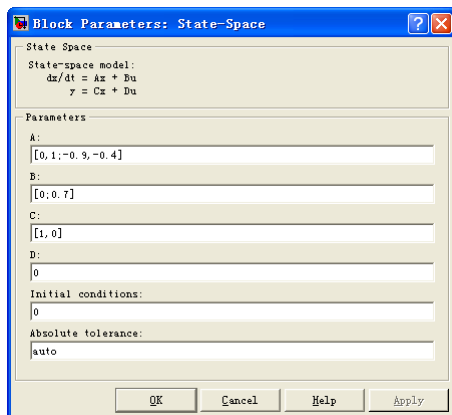 Block Parameters: State-Space
State Space
State-space model:
dx/dt = Ax + Bu
y = Cx + Du
Parameters
A:
[0,1;-0.9,-0.4]
B:
[0;0.7]
C:
[1,0]
D:
0
Initial conditions:
0
Absolute tolerance:
auto
OK Cancel Help Apply